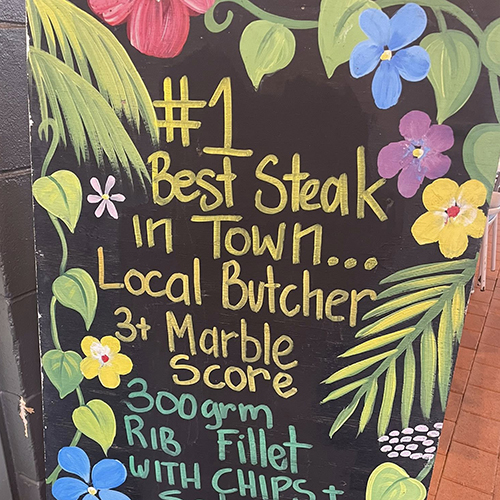 #1
Best Steak
in Town...
Local Butcher
3+ Marble
Score
300grm
Rib Fillet
with chips